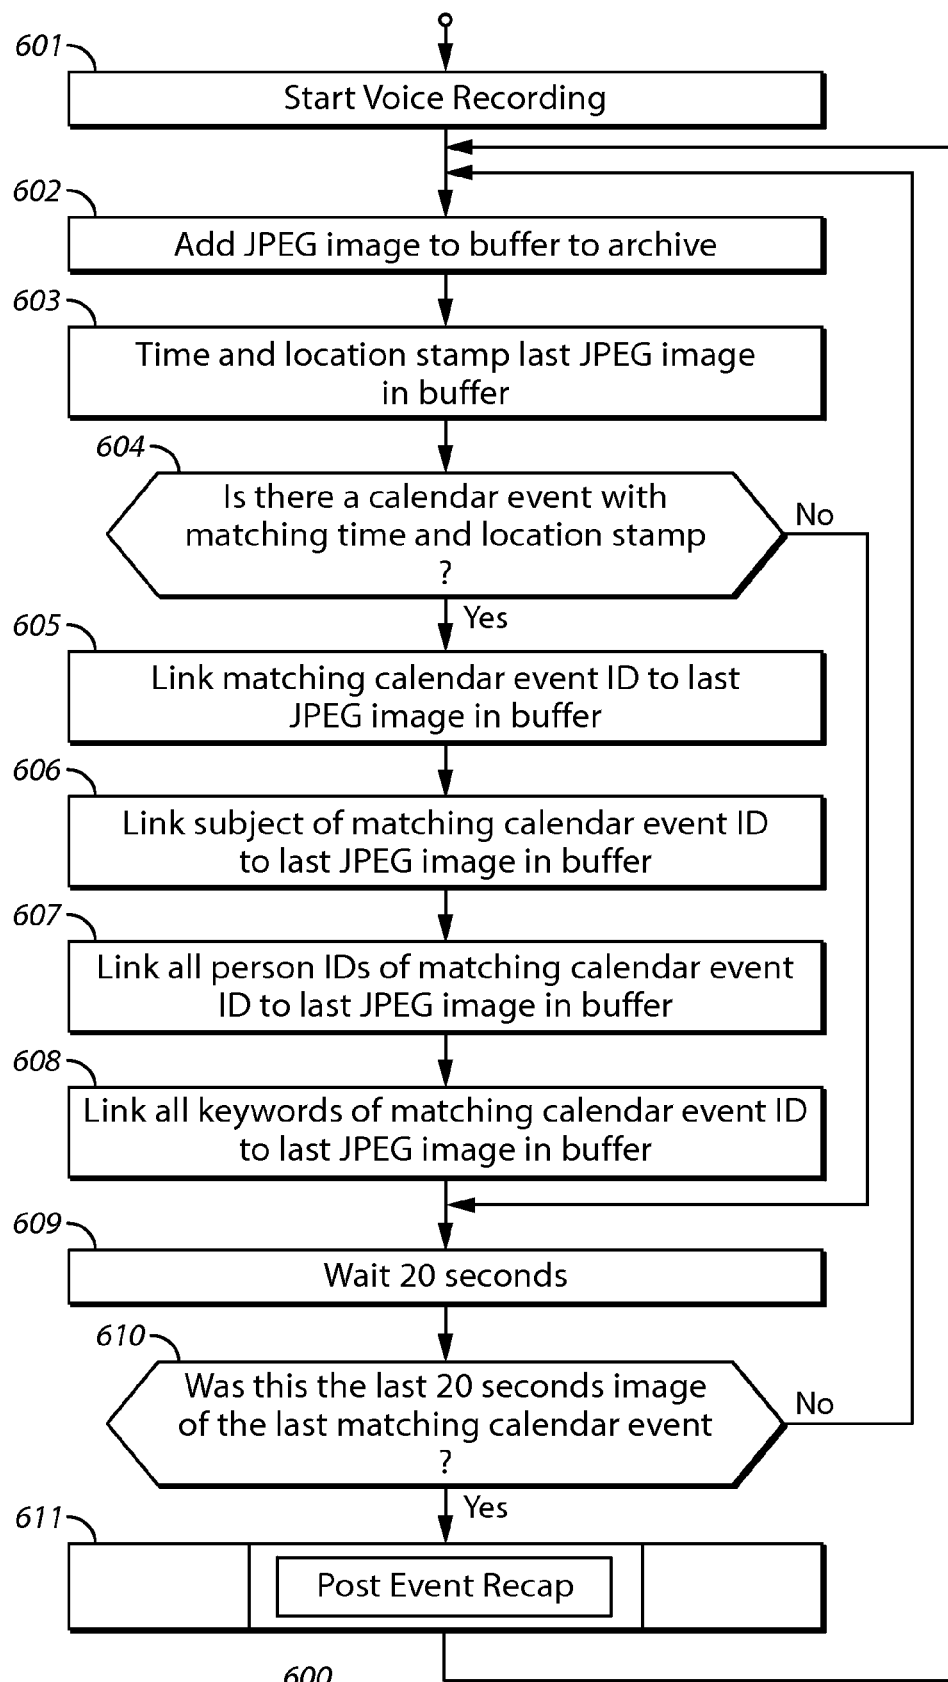 601
Start Voice Recording
602
Add JPEG image to buffer to archive
603
Time and location stamp last JPEG image
in buffer
604
Is there a calendar event with
matching time and location stamp
?
No
Yes
605
Link matching calendar event ID to last
JPEG image in buffer
606
Link subject of matching calendar event ID
to last JPEG image in buffer
607
Link all person IDs of matching calendar event
ID to last JPEG image in buffer
608
Link all keywords of matching calendar event ID
to last JPEG image in buffer
609
Wait 20 seconds
610
Was this the last 20 seconds image
of the last matching calendar event
?
No
Yes
611
Post Event Recap
600